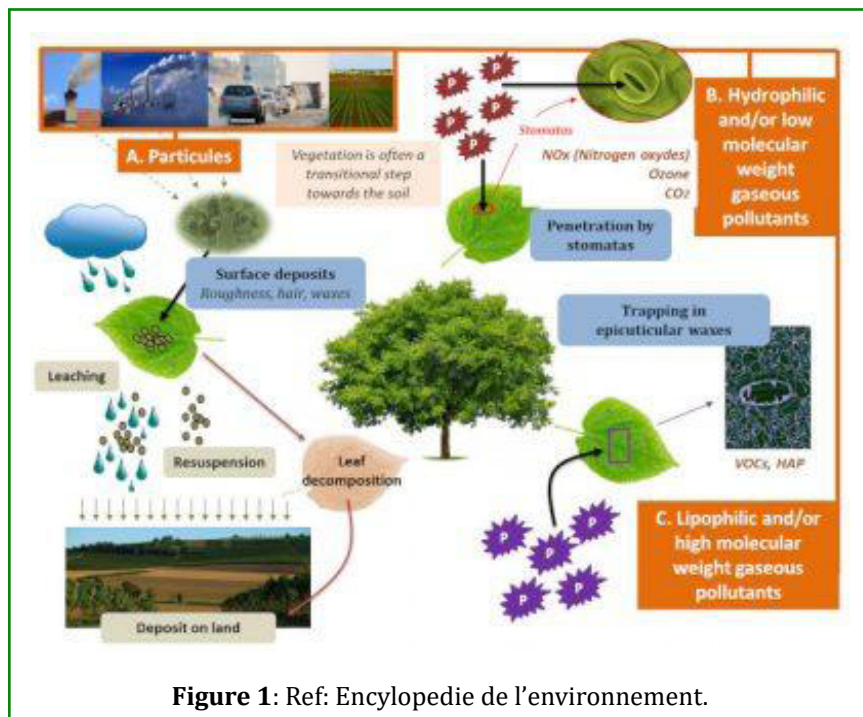 A. Particules
Vegetation is often a
transitional step
towards the soil
P
P
P
P
P
Stomatas
NOx (Nitrogen oxydes)
Ozone
CO2
B. Hydrophilic
and/or low
molecular
weight
gaseous
pollutants
Penetration by
stomatas
Surface deposits
Roughness, hair, waxes
Trapping in
epicuticular waxes
Leaching
Resuspension
Leaf
decomposition
VOCs, HAP
P
P
P
P
P
C. Lipophilic and/or
high molecular
weight gaseous
pollutants
Deposit on land
Figure 1: Ref: Encylopedie de l’environnement.